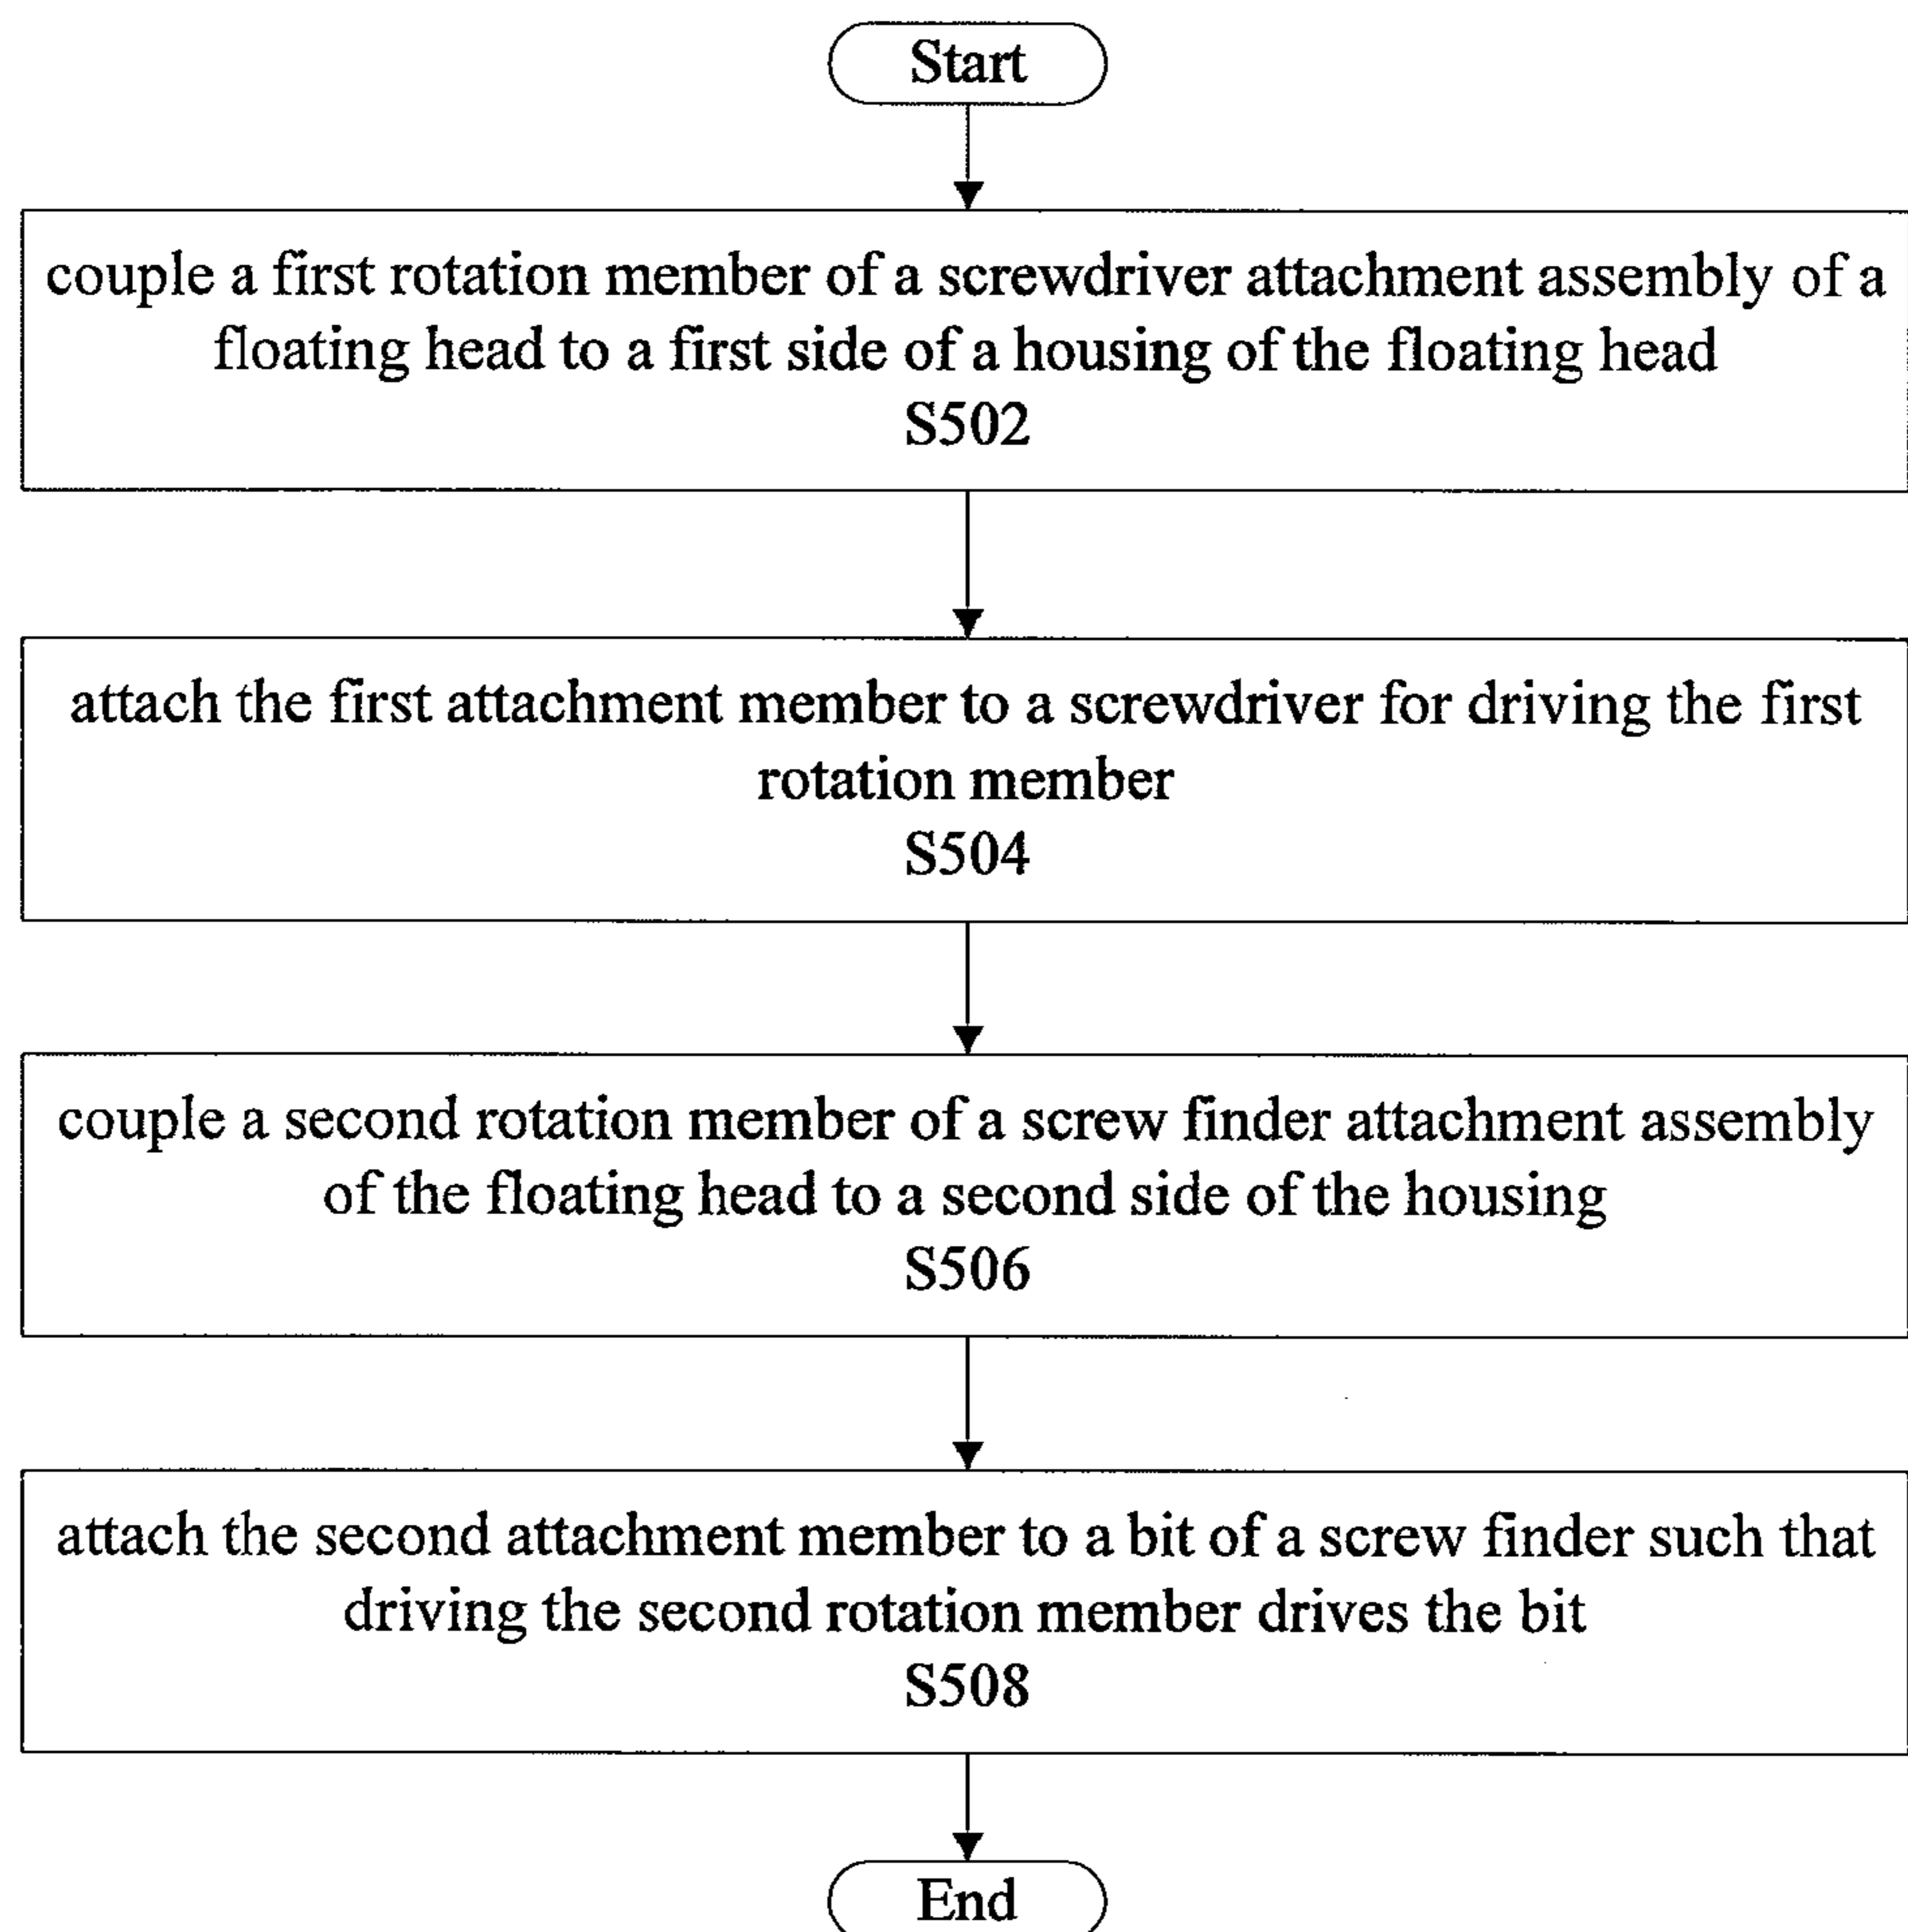 Start
couple a first rotation member of a screwdriver attachment assembly of a
floating head to a first side of a housing of the floating head
S502
attach the first attachment member to a screwdriver for driving the first
rotation member
S504
couple a second rotation member of a screw finder attachment assembly
of the floating head to a second side of the housing
S506
attach the second attachment member to a bit of a screw finder such that
driving the second rotation member drives the bit
S508
End